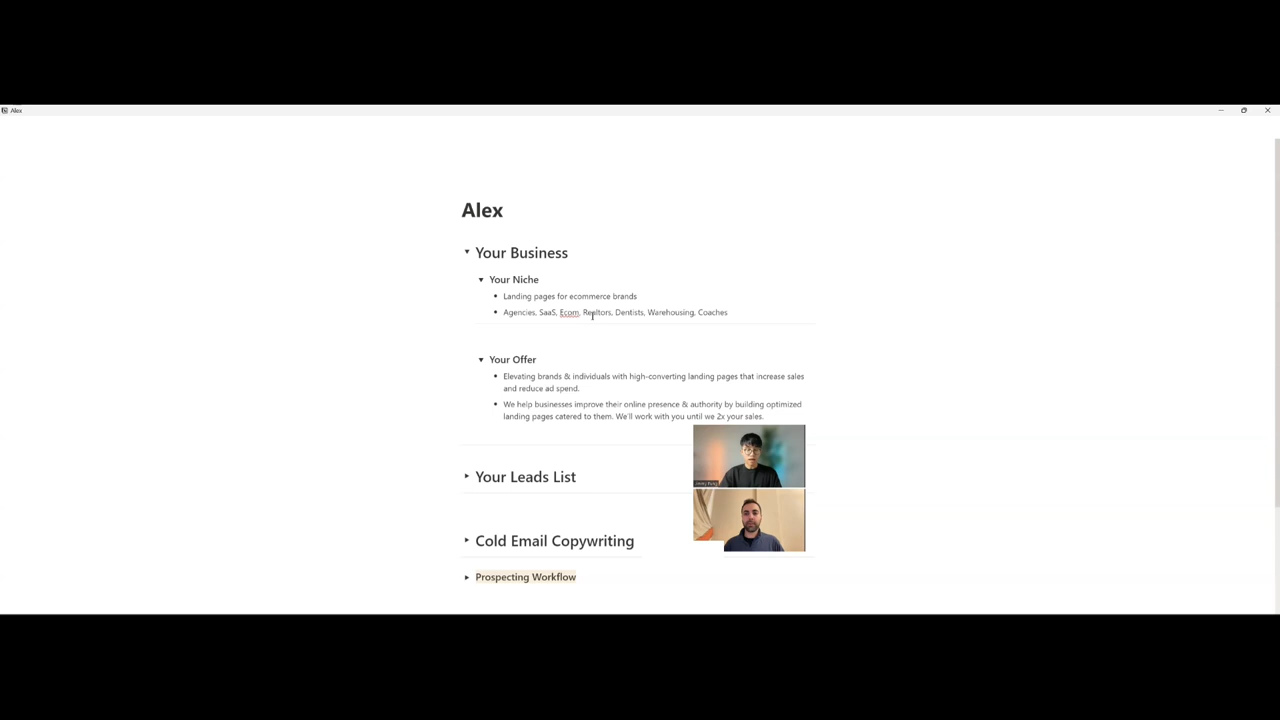 Alex
Alex
Your Business
Your Niche
Landing pages for ecommerce brands
Agencies, SaaS, Ecom, Realtors, Dentists, Warehousing, Coaches
Your Offer
Elevating brands & individuals with high-converting landing pages that increase sales
and reduce ad spend.
We help businesses improve their online presence & authority by building optimized
landing pages catered to them. We'll work with you until we 2x your sales.
Your Leads List
Cold Email Copywriting
Prospecting Workflow